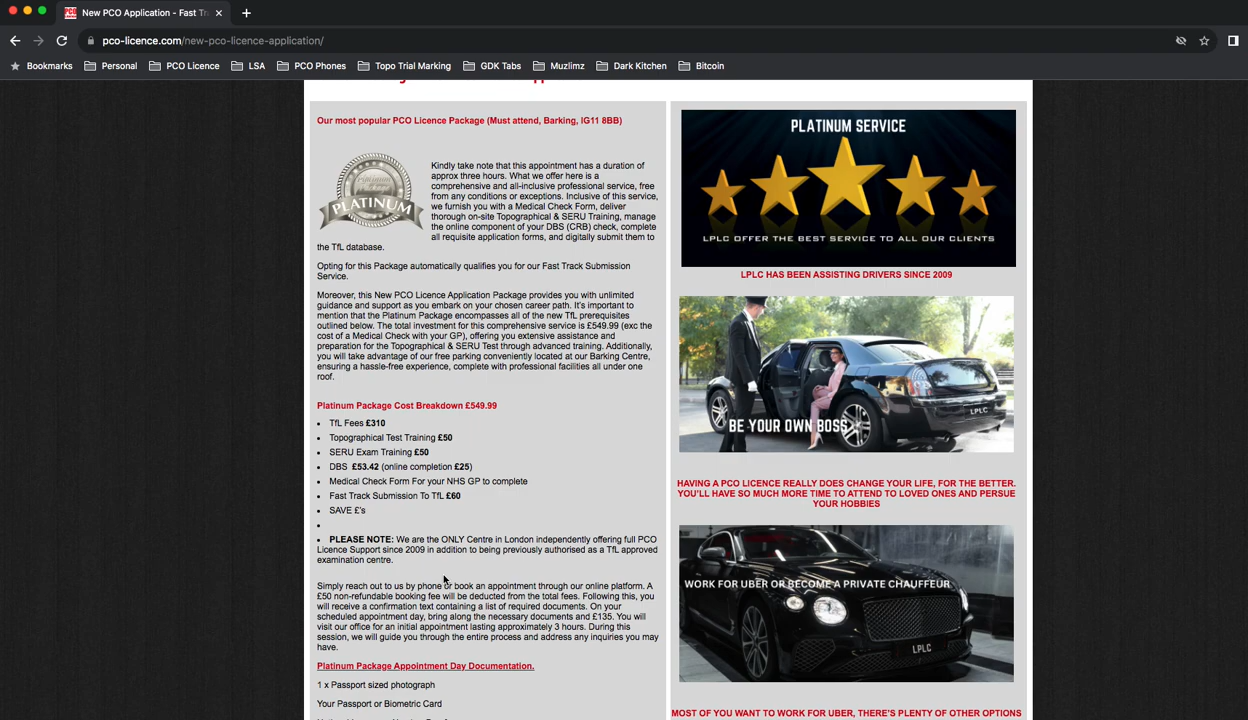 New PCO Application - Fast Tr
pco-licence.com/new-pco-licence-application/
Bookmarks Personal PCO Licence LSA PCO Phones Topo Trial Marking GDK Tabs Muzlimz Dark Kitchen Bitcoin
Our most popular PCO Licence Package (Must attend, Barking, IG11 8BB)
PLATINUM
Kindly take note that this appointment has a duration of
approx three hours. What we offer here is a
comprehensive and all-inclusive professional service, free
from any conditions or exceptions. Inclusive of this service,
we furnish you with a Medical Check Form, deliver
thorough on-site Topographical & SERU Training, manage
the online component of your DBS (CRB) check, complete
all requisite application forms, and digitally submit them to
the TfL database.
Opting for this Package automatically qualifies you for our Fast Track Submission
Service.
Moreover, this New PCO Licence Application Package provides you with unlimited
guidance and support as you embark on your chosen career path. It's important to
mention that the Platinum Package encompasses all of the new TfL prerequisites
outlined below. The total investment for this comprehensive service is £549.99 (exc the
cost of a Medical Check with your GP), offering you extensive assistance and
preparation for the Topographical & SERU Test through advanced training. Additionally,
you will take advantage of our free parking conveniently located at our Barking Centre,
ensuring a hassle-free experience, complete with professional facilities all under one
roof.
Platinum Package Cost Breakdown £549.99
• TfL Fees £310
• Topographical Test Training £50
• SERU Exam Training £50
• DBS £53.42 (online completion £25)
• Medical Check Form For your NHS GP to complete
• Fast Track Submission To TfL £60
• SAVE £'s
•
• PLEASE NOTE: We are the ONLY Centre in London independently offering full PCO
Licence Support since 2009 in addition to being previously authorised as a TfL approved
examination centre.
Simply reach out to us by phone or book an appointment through our online platform. A
£50 non-refundable booking fee will be deducted from the total fees. Following this, you
will receive a confirmation text containing a list of required documents. On your
scheduled appointment day, bring along the necessary documents and £135. You will
visit our office for an initial appointment lasting approximately 3 hours. During this
session, we will guide you through the entire process and address any inquiries you may
have.
Platinum Package Appointment Day Documentation.
1 x Passport sized photograph
Your Passport or Biometric Card
PLATINUM SERVICE
LPLC OFFER THE BEST SERVICE TO ALL OUR CLIENTS
LPLC HAS BEEN ASSISTING DRIVERS SINCE 2009
LPLC
BE YOUR OWN BOSS
HAVING A PCO LICENCE REALLY DOES CHANGE YOUR LIFE, FOR THE BETTER.
YOU'LL HAVE SO MUCH MORE TIME TO ATTEND TO LOVED ONES AND PERSUE
YOUR HOBBIES
WORK FOR UBER OR BECOME A PRIVATE CHAUFFEUR
LPLC
MOST OF YOU WANT TO WORK FOR UBER, THERE'S PLENTY OF OTHER OPTIONS